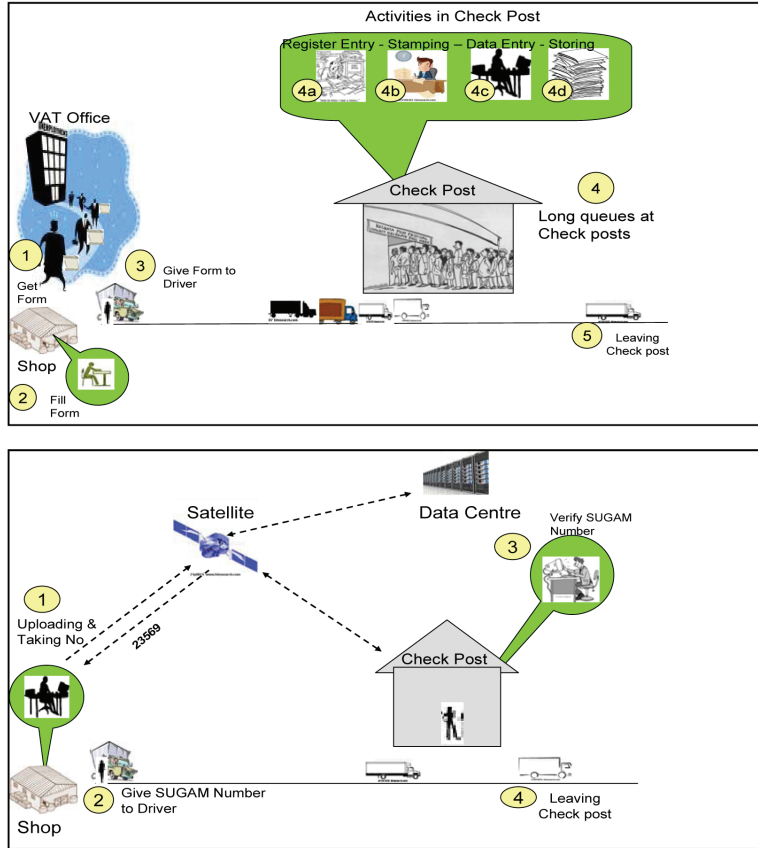 Activities in Check Post
Register Entry - Stamping – Data Entry - Storing
4a
4b
4c
4d
VAT Office
UNEMPLOYMENT
Check Post
4
Long queues at
Check posts
1
Get
Form
3
Give Form to
Driver
Shop
2
Fill
Form
5
Leaving
Check post
Satellite
Data Centre
Verify SUGAM
Number
3
1
Uploading &
Taking No
23569
Check Post
2
Give SUGAM Number
to Driver
4
Leaving
Check post
Shop